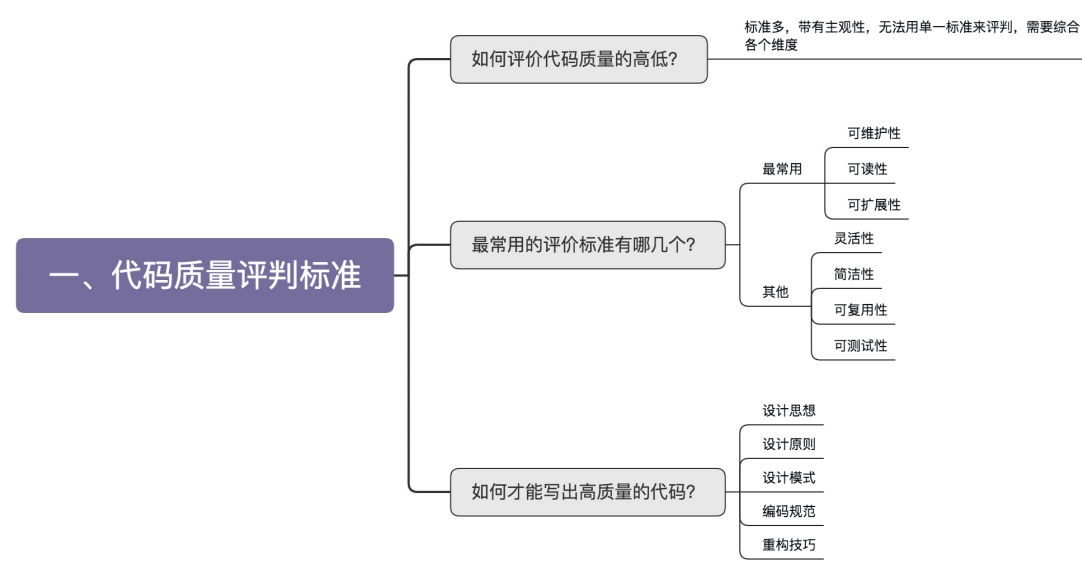 一、代码质量评判标准
如何评价代码质量的高低？
标准多，带有主观性，无法用单一标准来评判，需要综合
各个维度
最常用的评价标准有哪几个？
最常用
可维护性
可读性
可扩展性
其他
灵活性
简洁性
可复用性
可测试性
如何才能写出高质量的代码？
设计思想
设计原则
设计模式
编码规范
重构技巧